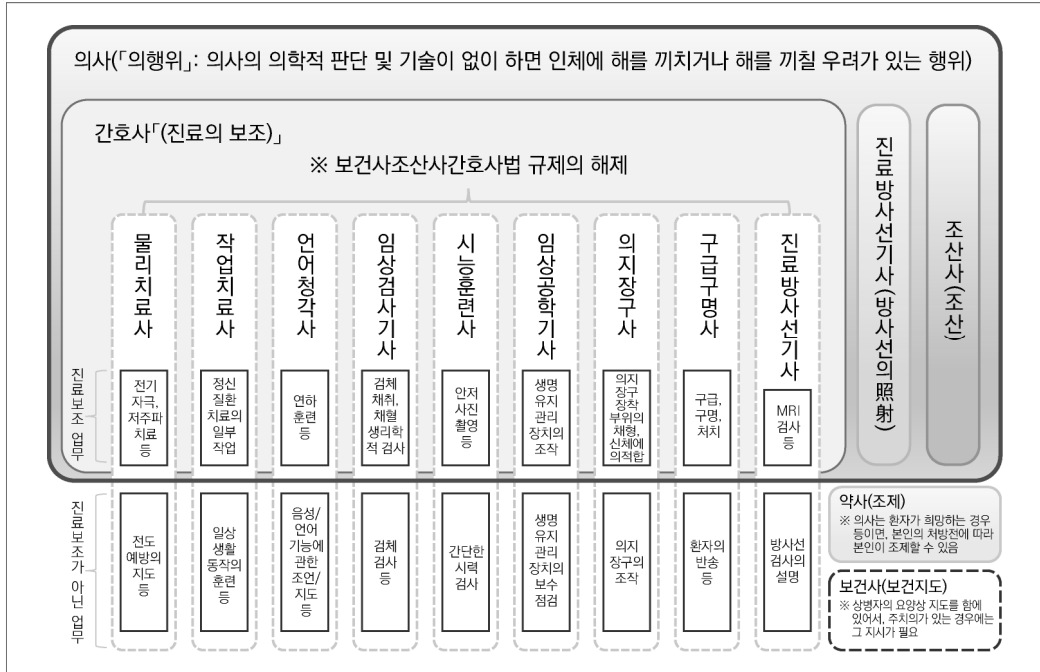 의사(「의행위」: 의사의 의학적 판단 및 기술이 없이 하면 인체에 해를 끼치거나 해를 끼칠 우려가 있는 행위)
간호사「(진료의 보조)」
※ 보건사조산사간호사법 규제의 해제
물리치료사
작업치료사
언어청각사
임상검사기사
시능훈련사
임상공학기사
의지장구사
구급구명사
진료방사선기사
진료방사선기사(방사선의照射)
조산사(조산)
진료보조 업무
전기
자극,
저주파
치료
등
정신
질환
치료의
일부
작업
연하
훈련
등
검체
채취,
채혈
생리학
적 검사
안저
사진
촬영
등
생명
유지
관리
장치의
조작
의지
장구
장착
부위의
채형,
신체에
의적합
구급,
구명,
처치
MRI
검사
등
진료보조가 아닌 업무
전도
예방의
지도
등
일상
생활
동작의
훈련
등
음성/
언어
기능에
관한
조언/
지도
등
검체
검사
등
간단한
시력
검사
생명
유지
관리
장치의
보수
점검
의지
장구의
조작
환자의
반송
등
방사선
검사의
설명
약사(조제)
※ 의사는 환자가 희망하는 경우
등이면, 본인의 처방전에 따라
본인이 조제할 수 있음
보건사(보건지도)
※ 상병자의 요양상 지도를 함에
있어서, 주치의가 있는 경우에는
그 지시가 필요